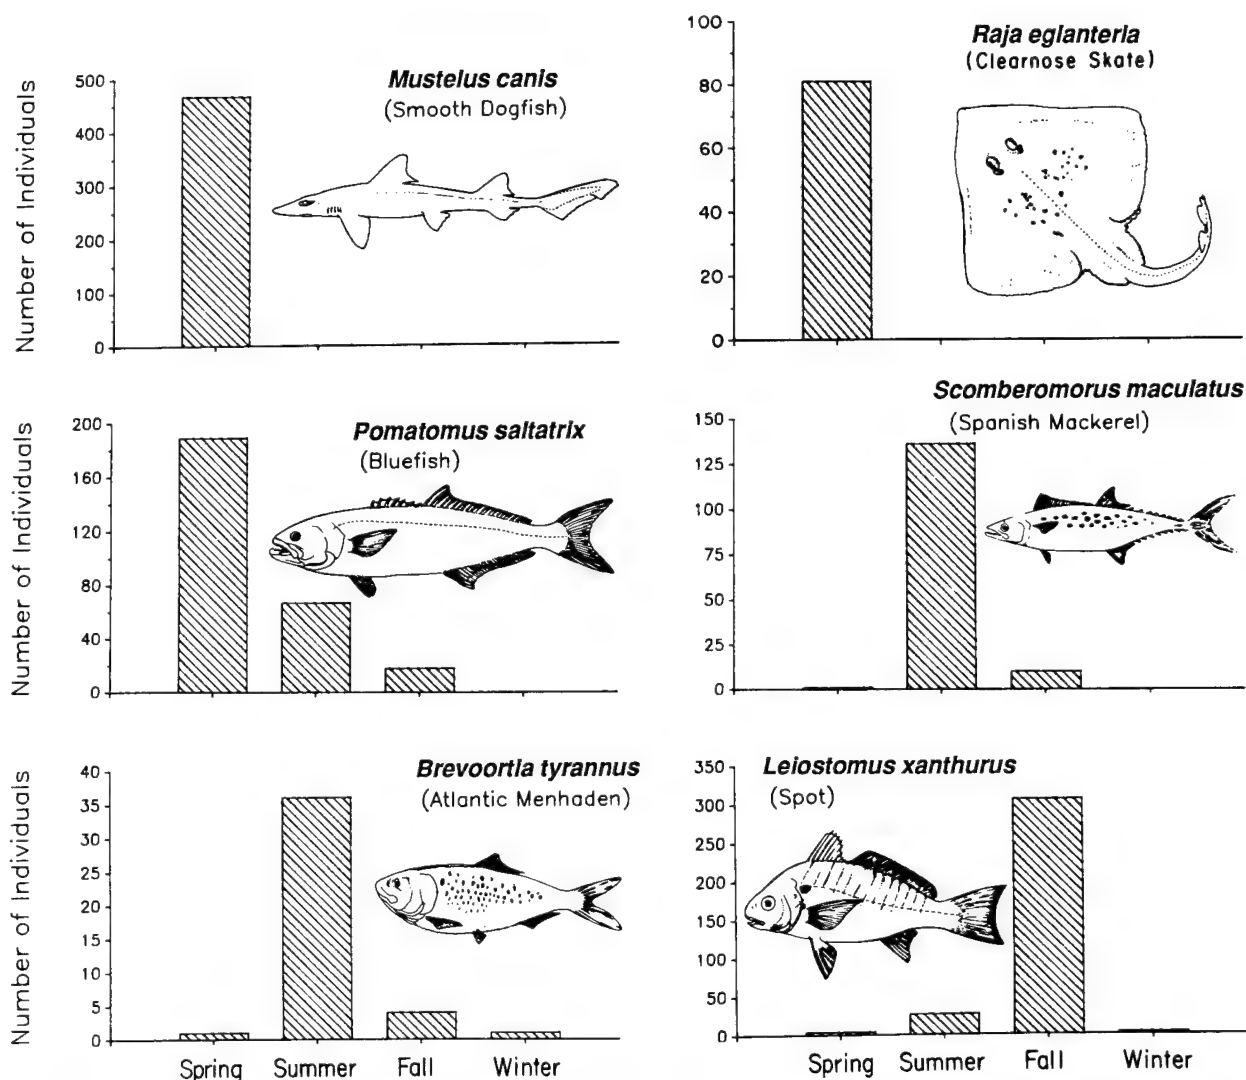 Number of Individuals
500
400
300
200
100
0
Mustelus canis
(Smooth Dogfish)
100
80
60
40
20
0
Raja eglanteria
(Clearnose Skate)
Number of Individuals
200
160
120
80
40
0
Pomatomus saltatrix
(Bluefish)
150
125
100
75
50
25
0
Scomberomorus maculatus
(Spanish Mackerel)
Number of Individuals
40
35
30
25
20
15
10
5
0
Brevoortia tyrannus
(Atlantic Menhaden)
Spring Summer Fall Winter
350
300
250
200
150
100
50
0
Leiostomus xanthurus
(Spot)
Spring Summer Fall Winter